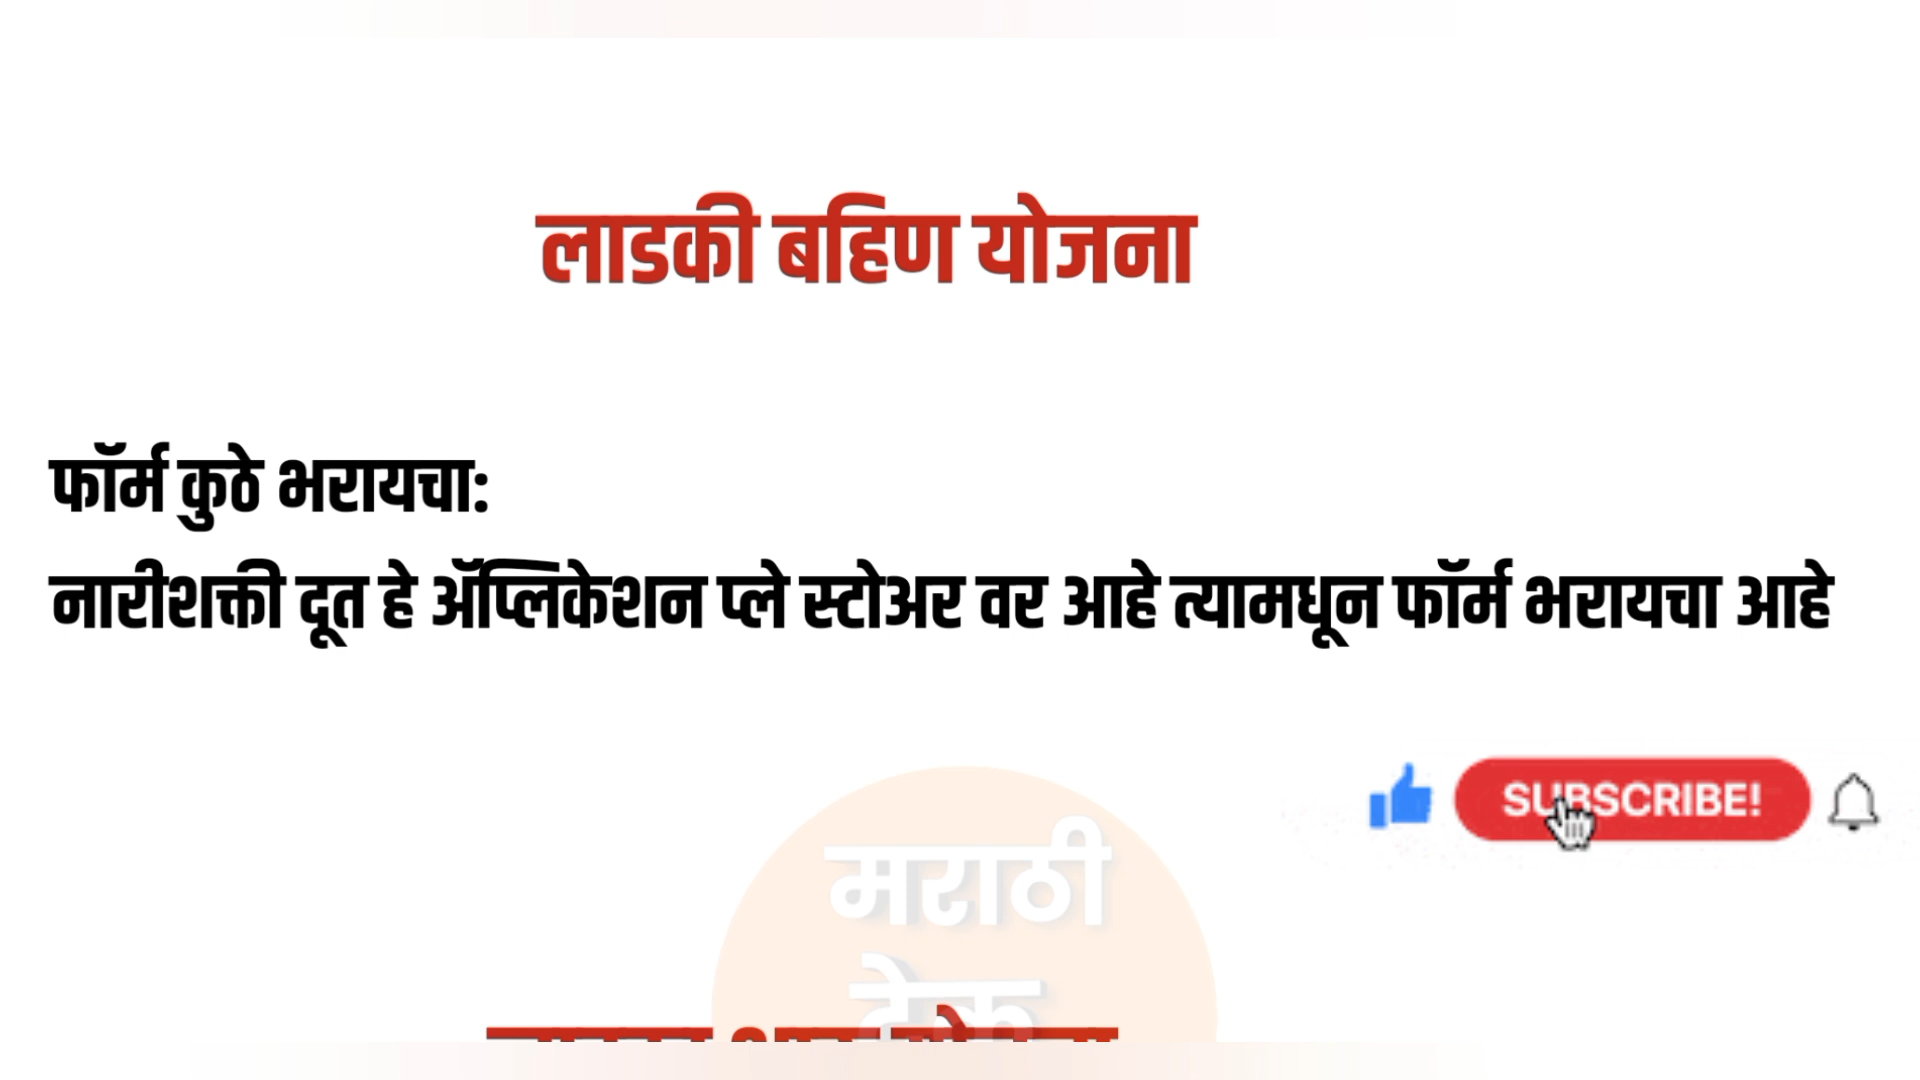 लाडकी बहिण योजना
फॉर्म कुठे भरायचा:
नारीशक्ती दूत हे ॲप्लिकेशन प्ले स्टोअर वर आहे त्यामधून फॉर्म भरायचा आहे
SUBSCRIBE!
मराठी
टेक